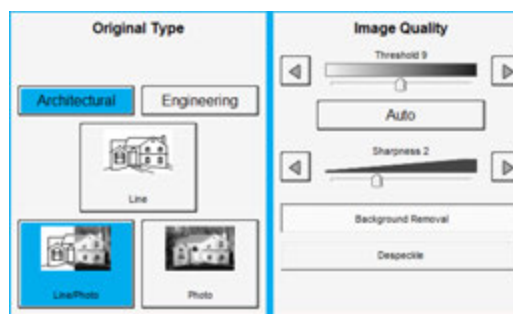 Original Type
Architectural
Engineering
Line
Line/Photo
Photo
Image Quality
Threshold 9
Auto
Sharpness 2
Background Removal
Despeckle